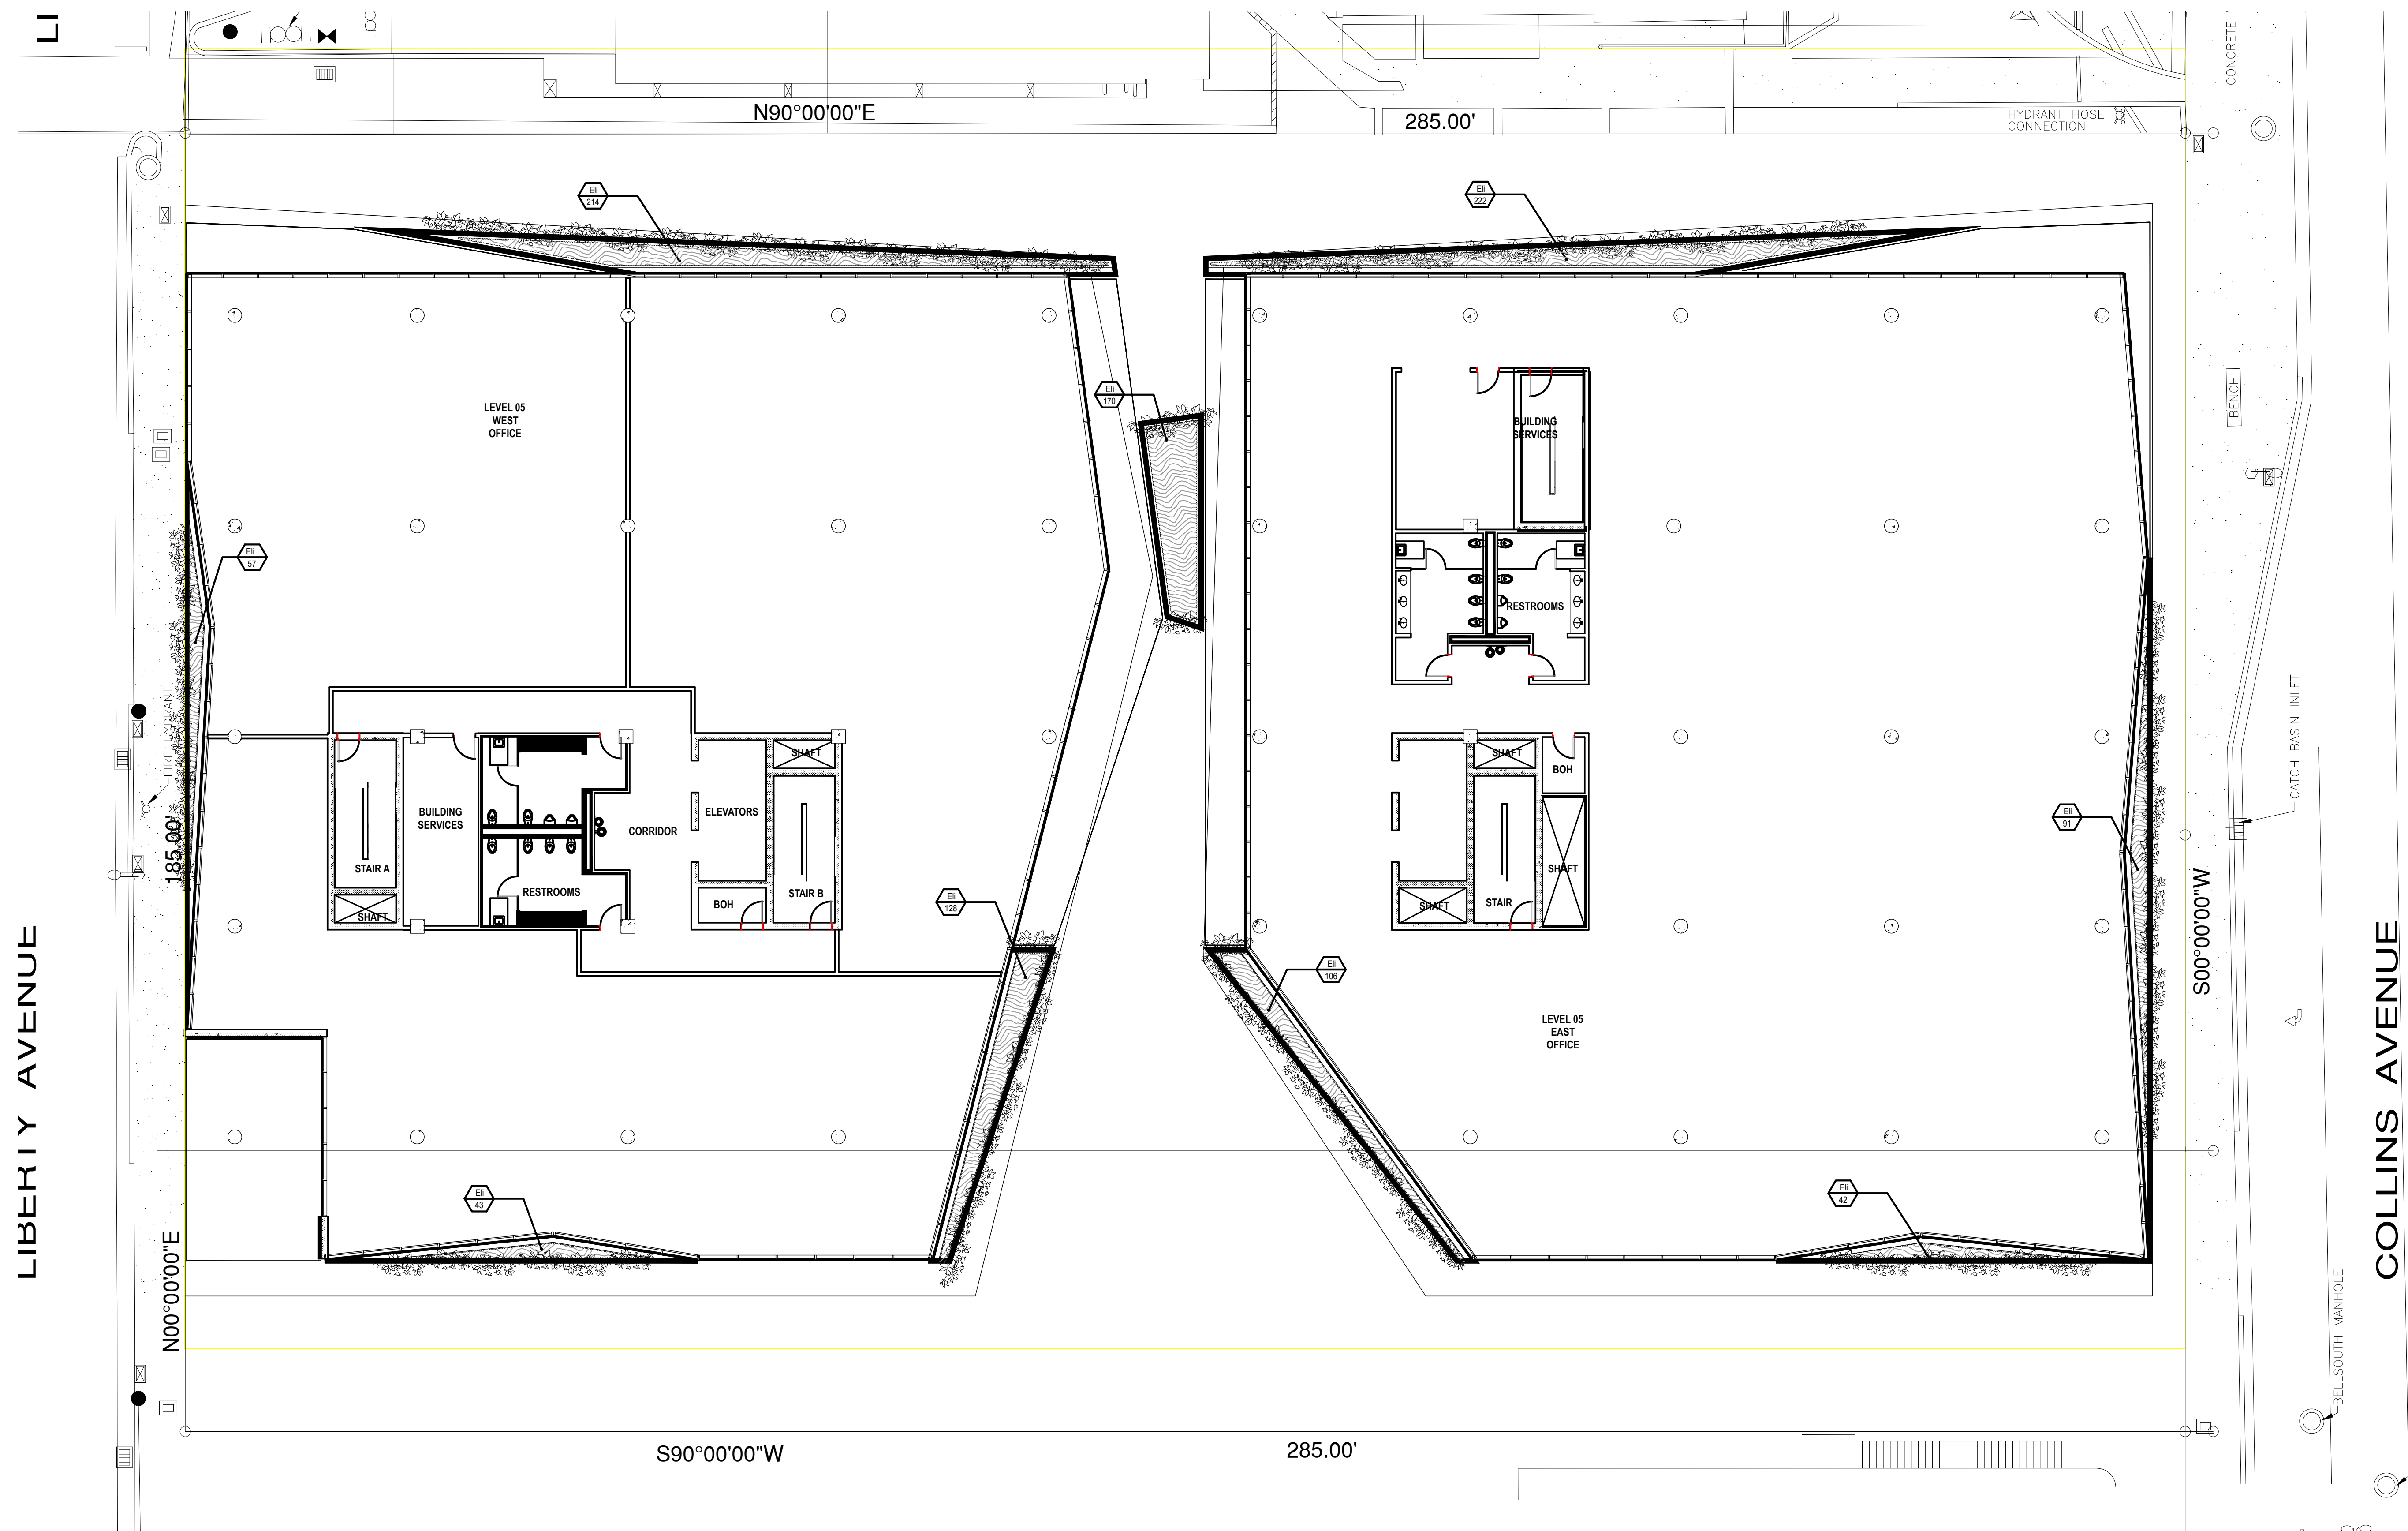 CONCRETE
N90°00'00"E
285.00'
HYDRANT HOSE
CONNECTION
Eli
214
Eli
222
Eli
170
BENCH
LEVEL 05
WEST
OFFICE
BUILDING
SERVICES
Eli
57
RESTROOMS
FIRE HYDRANT
CATCH BASIN INLET
SHAFT
SHAFT
BOH
BUILDING
SERVICES
CORRIDOR
ELEVATORS
Eli
91
185.00'
STAIR A
SHAFT
RESTROOMS
STAIR B
BOH
SHAFT
SHAFT
STAIR
Eli
128
S00°00'00"W
Eli
106
LEVEL 05
EAST
OFFICE
LIBERTY AVENUE
COLLINS AVENUE
Eli
43
Eli
42
N00°00'00"E
BELLSOUTH MANHOLE
S90°00'00"W
285.00'